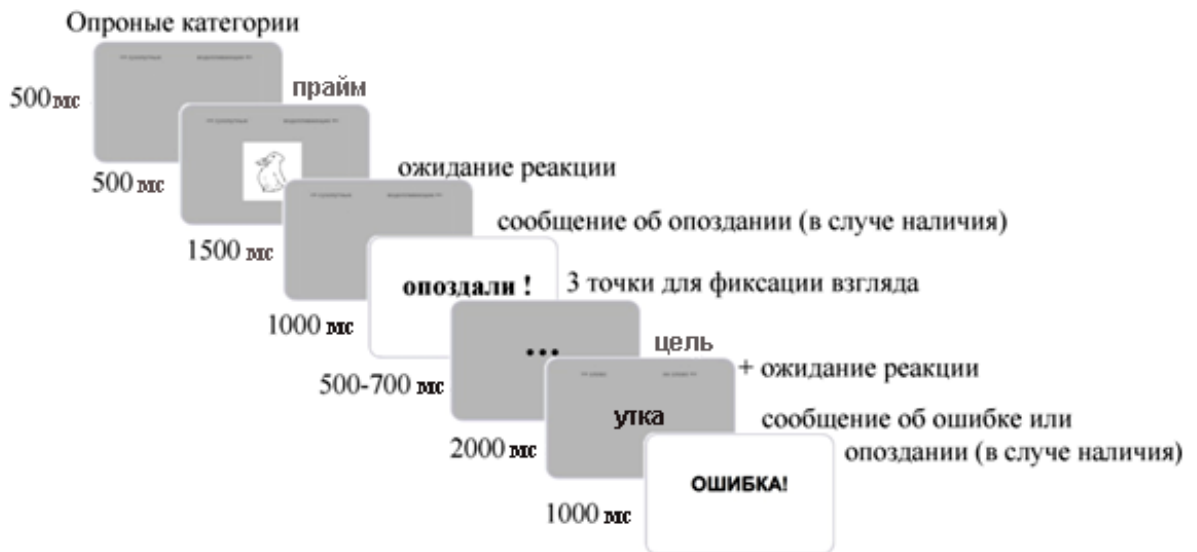 Опроные категории
500 мс
прайм
500 мс
ожидание реакции
1500 мс
сообщение об опоздании (в случе наличия)
опоздали !
3 точки для фиксации взгляда
1000 мс
...
цель
500-700 мс
+ ожидание реакции
утка
2000 мс
сообщение об ошибке или
опоздании (в случе наличия)
ОШИБКА!
1000 мс